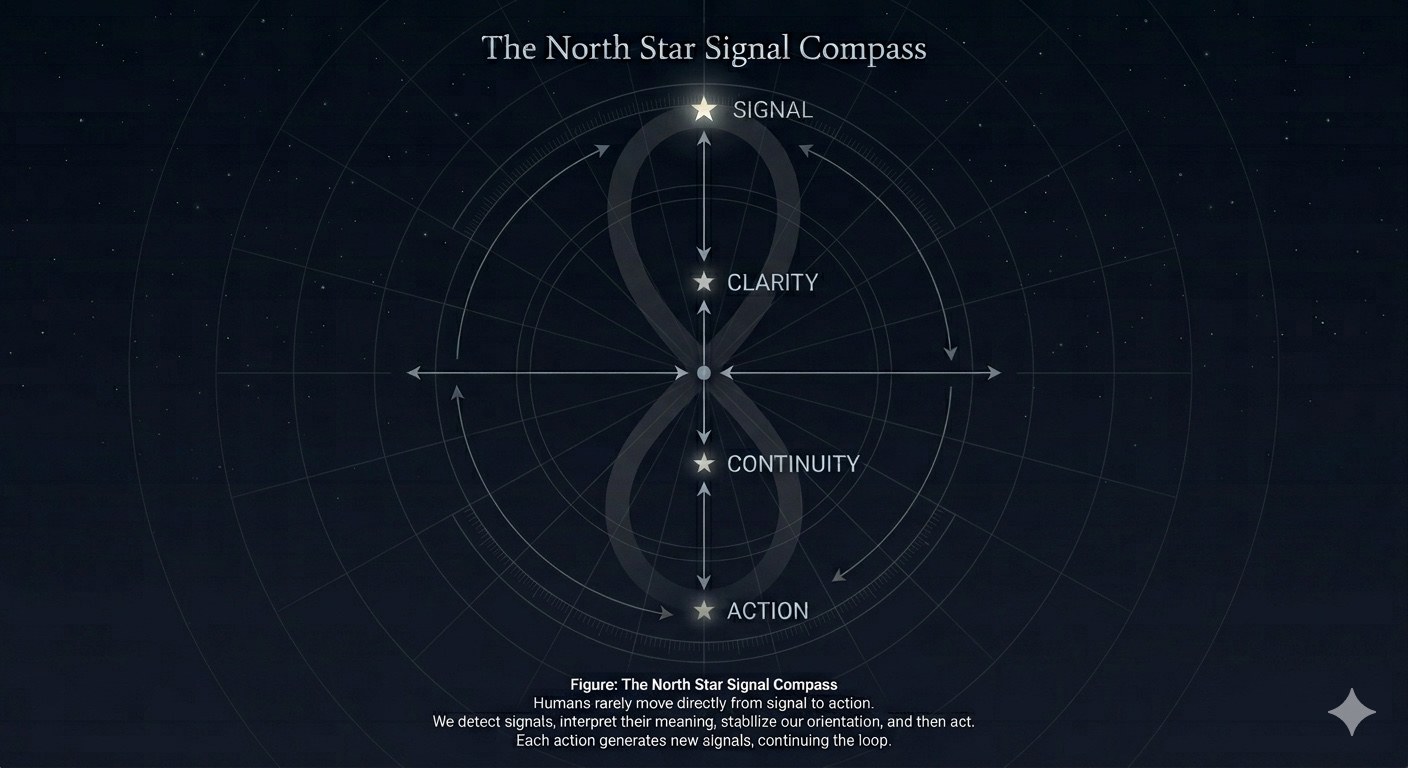 The North Star Signal Compass
SIGNAL
CLARITY
CONTINUITY
ACTION
Figure: The North Star Signal Compass
Humans rarely move directly from signal to action.
We detect signals, interpret their meaning, stabllize our orientation, and then act.
Each action generates new signals, continuing the loop.